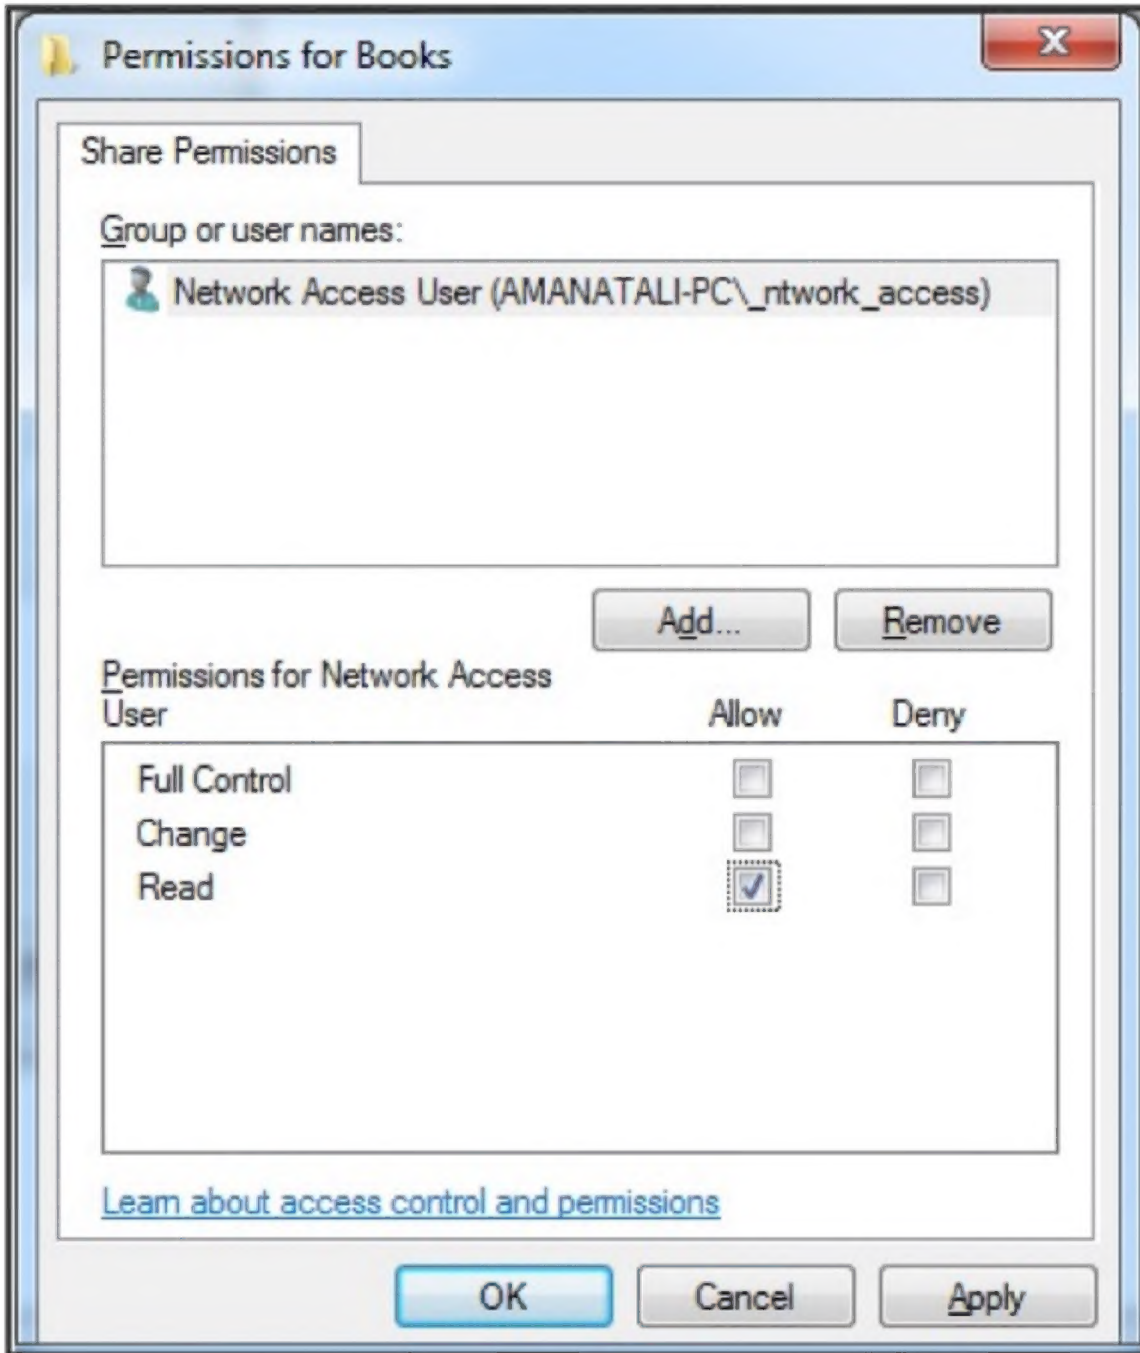 Permissions for Books
Share Permissions
Group or user names:
Network Access User (AMANATALI-PC\_ntwork_access)
Add...
Remove
Permissions for Network Access
User
Allow
Deny
Full Control
Change
Read
Learn about access control and permissions
OK
Cancel
Apply